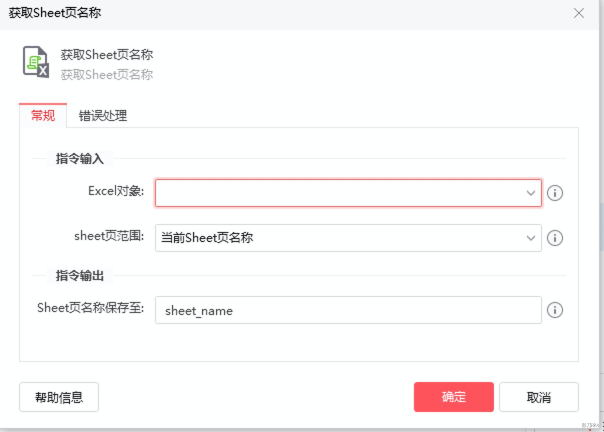 获取Sheet页名称
获取Sheet页名称
获取Sheet页名称
常规 错误处理
指令输入
Excel对象:
sheet页范围: 当前Sheet页名称
指令输出
Sheet页名称保存至: sheet_name
帮助信息 确定 取消